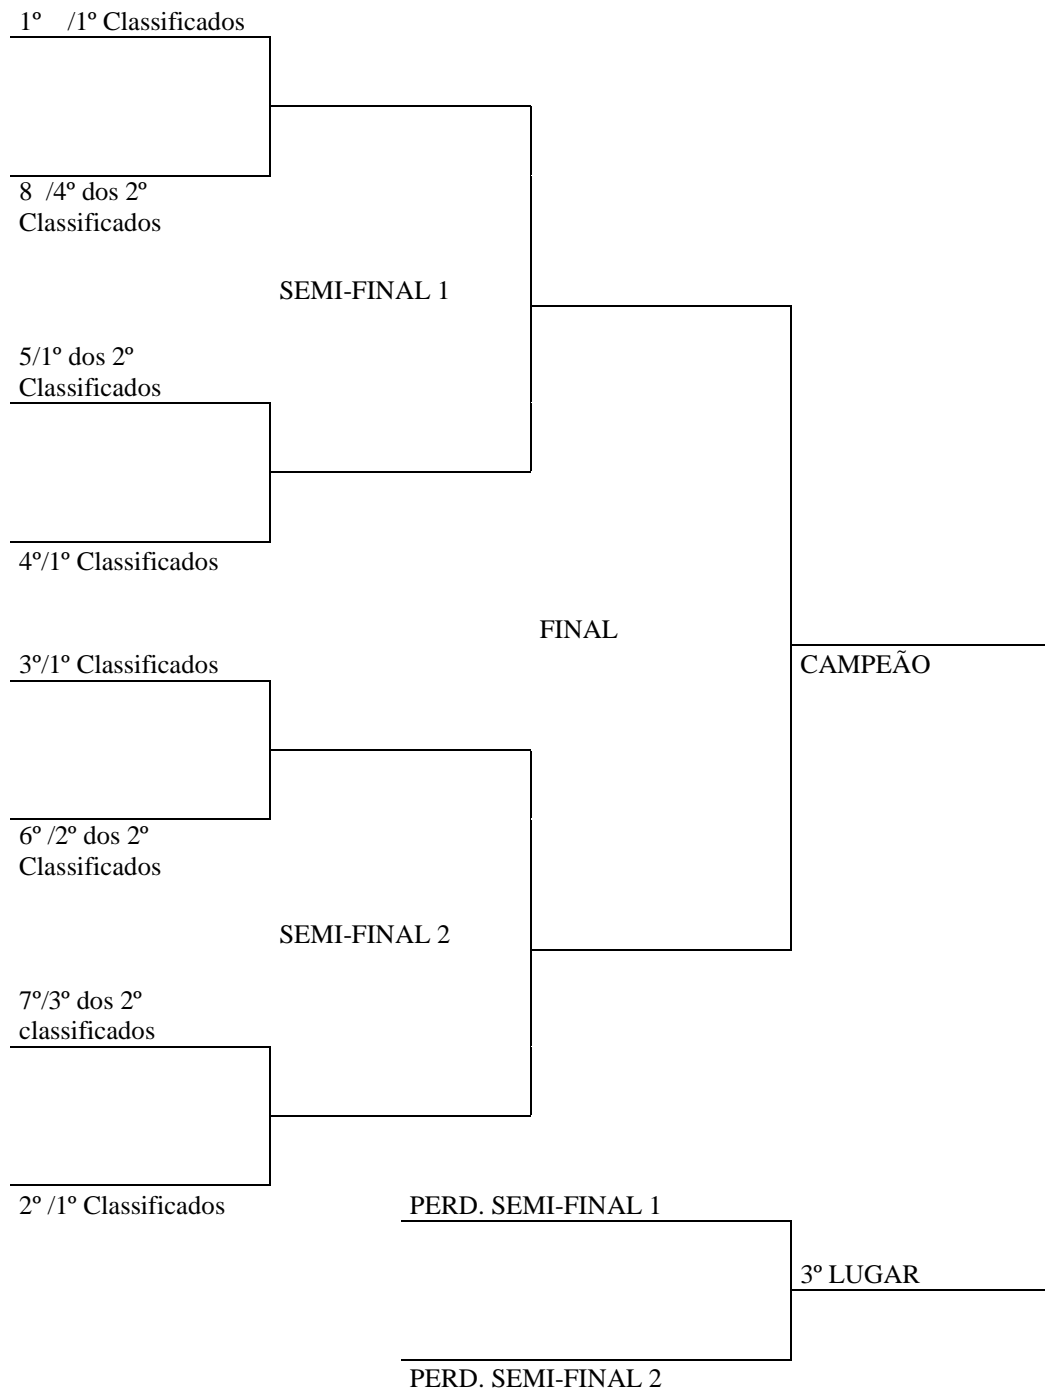 1º /1º Classificados
8 /4º dos 2º
Classificados
SEMI-FINAL 1
5/1º dos 2º
Classificados
4º/1º Classificados
FINAL
3º/1º Classificados
CAMPEÃO
6º /2º dos 2º
Classificados
SEMI-FINAL 2
7º/3º dos 2º
classificados
2º /1º Classificados
PERD. SEMI-FINAL 1
3º LUGAR
PERD. SEMI-FINAL 2